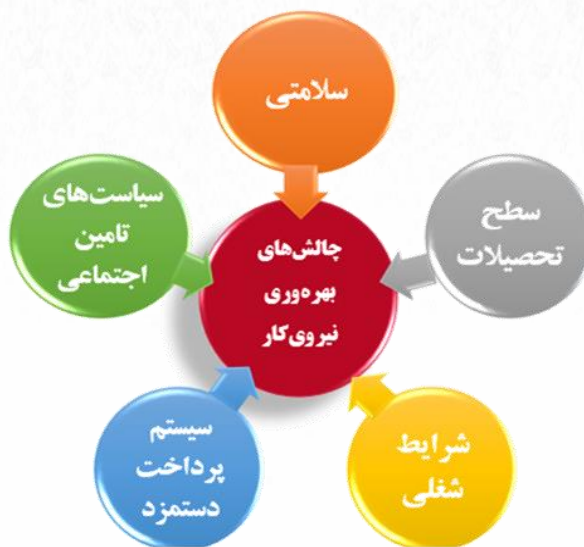 سلامتی
سطح
تحصیلات
شرایط
شغلی
سیستم
پرداخت
دستمزد
سیاست‌های
تامین
اجتماعی
چالش‌های
بهره‌وری
نیروی‌کار